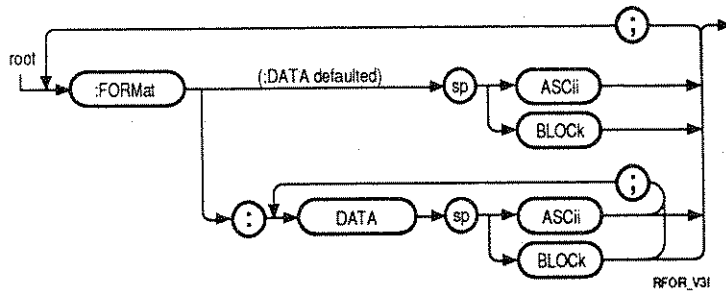 ;
root
:FORMat
(:DATA defaulted)
sp
ASCii
BLOCk
;
:
DATA
sp
ASCii
BLOCk
RFOR_V3I